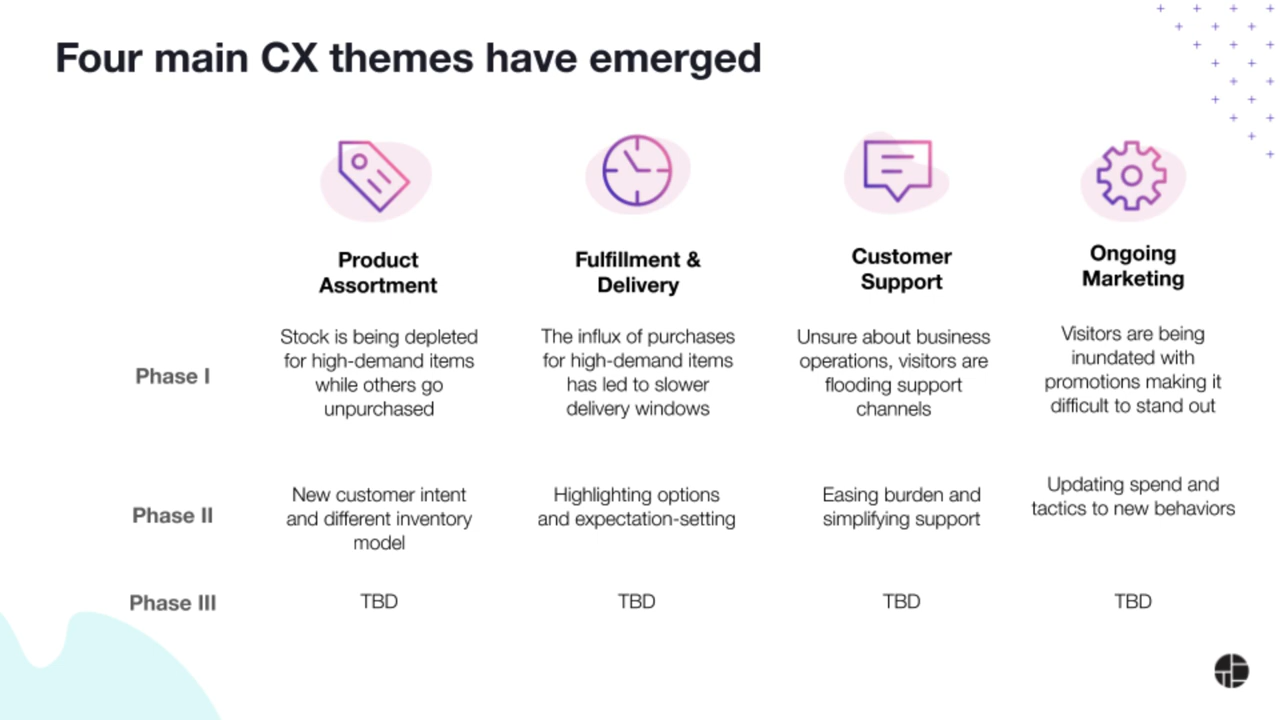 Four main CX themes have emerged
Product
Assortment
Fulfillment &
Delivery
Customer
Support
Ongoing
Marketing
Phase I
Stock is being depleted
for high-demand items
while others go
unpurchased
The influx of purchases
for high-demand items
has led to slower
delivery windows
Unsure about business
operations, visitors are
flooding support
channels
Visitors are being
inundated with
promotions making it
difficult to stand out
Phase II
New customer intent
and different inventory
model
Highlighting options
and expectation-setting
Easing burden and
simplifying support
Updating spend and
tactics to new behaviors
Phase III
TBD
TBD
TBD
TBD